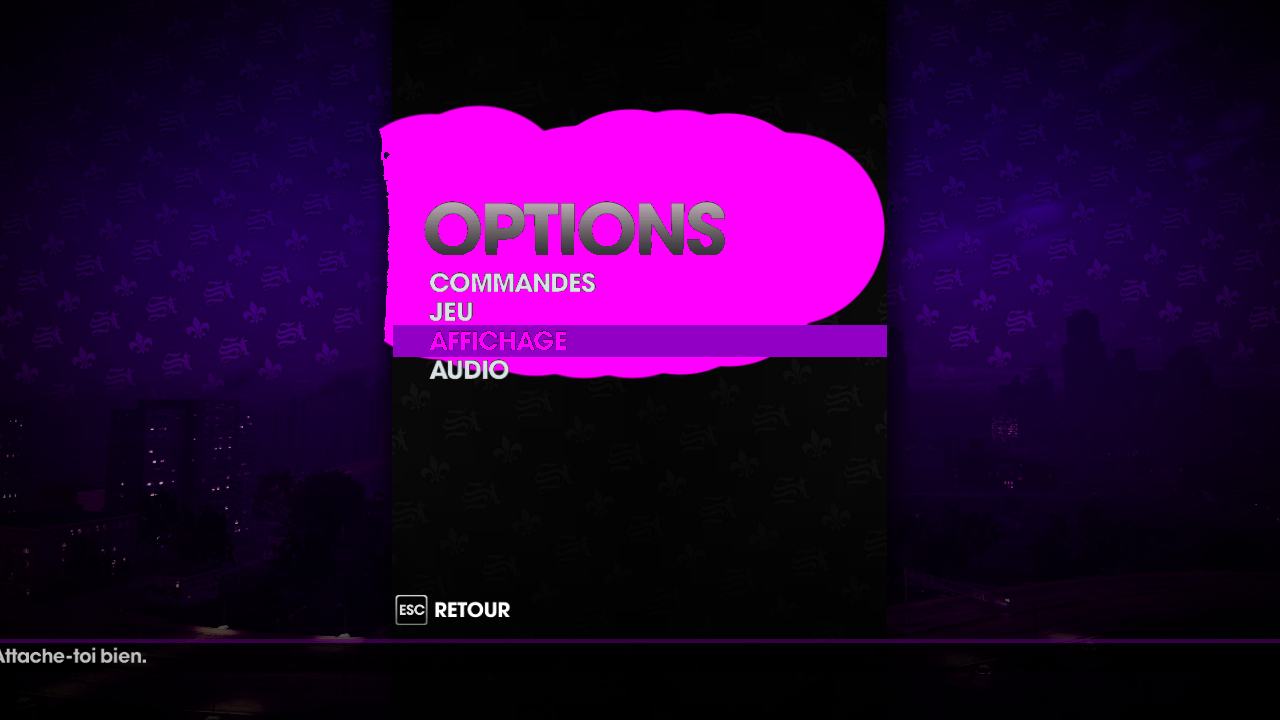 OPTIONS
COMMANDES
JEU
AFFICHAGE
AUDIO
ESC RETOUR
Attache-toi bien.